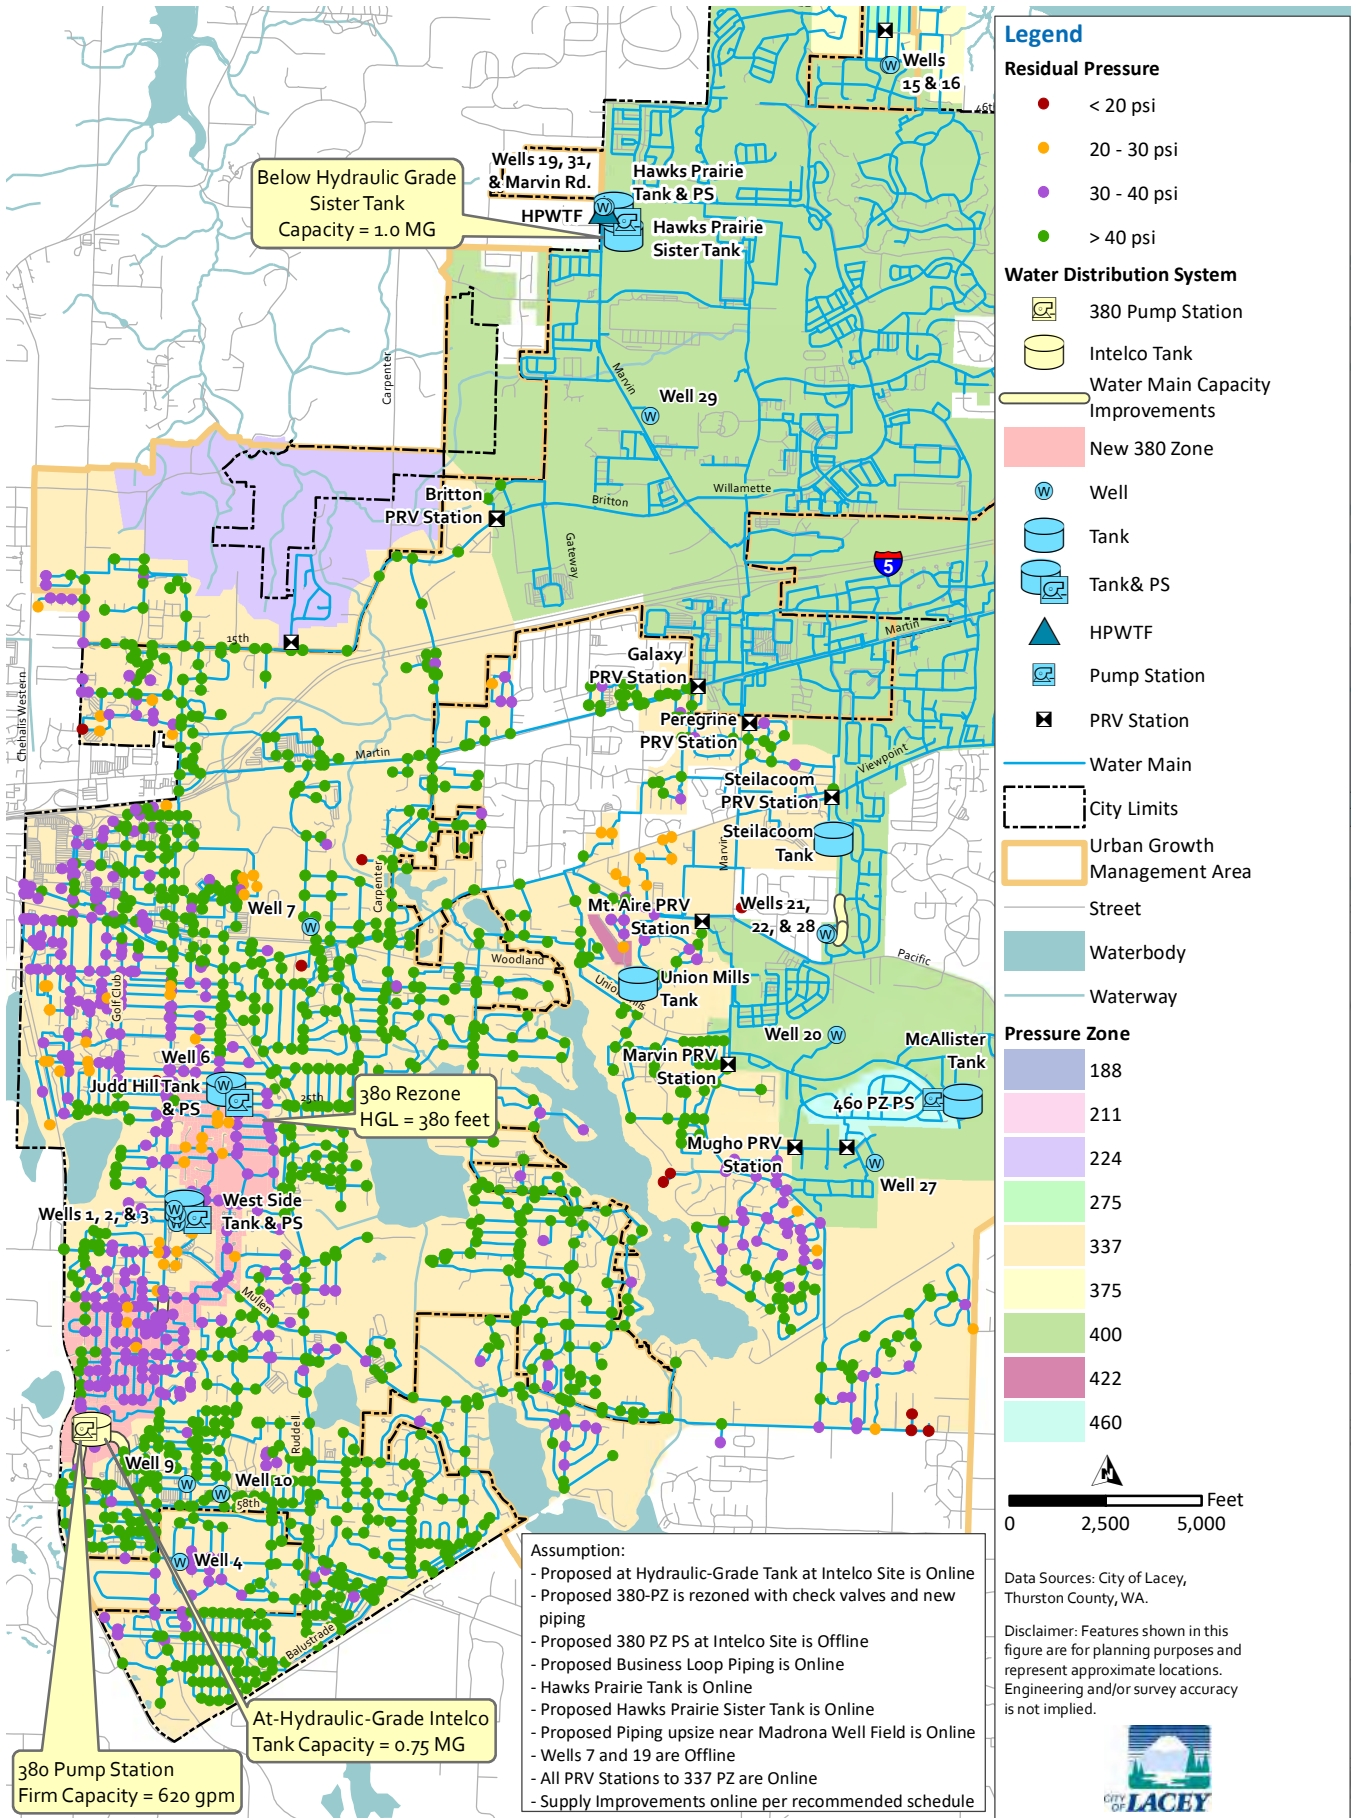 Wells
15 & 16
46th
Wells 19, 31,
& Marvin Rd.
Hawks Prairie
Tank & PS
Below Hydraulic Grade
Sister Tank
Capacity = 1.0 MG
HPWTF
Hawks Prairie
Sister Tank
Carpenter
Marvin
Well 29
Willamette
Britton
PRV Station
Britton
Gateway
5
15th
Martin
Galaxy
PRV Station
Chehalis Western
Peregrine
PRV Station
Martin
Viewpoint
Steilacoom
PRV Station
Steilacoom
Tank
Marvin
Carpenter
Well 7
Mt. Aire PRV
Station
Wells 21,
22, & 28
Woodland
Pacific
Golf Club
Union Mills
Union Mills
Tank
Well 20
McAllister
Tank
Well 6
Marvin PRV
Station
Judd Hill Tank
& PS
25th
380 Rezone
HGL = 380 feet
460 PZ PS
Mugho PRV
Station
Well 27
West Side
Tank & PS
Wells 1, 2, & 3
Mullen
Ruddell
Well 9
Well 10
58th
Well 4
Balustrade
At-Hydraulic-Grade Intelco
Tank Capacity = 0.75 MG
380 Pump Station
Firm Capacity = 620 gpm
Assumption:
- Proposed at Hydraulic-Grade Tank at Intelco Site is Online
- Proposed 380-PZ is rezoned with check valves and new
piping
- Proposed 380 PZ PS at Intelco Site is Offline
- Proposed Business Loop Piping is Online
- Hawks Prairie Tank is Online
- Proposed Hawks Prairie Sister Tank is Online
- Proposed Piping upsize near Madrona Well Field is Online
- Wells 7 and 19 are Offline
- All PRV Stations to 337 PZ are Online
- Supply Improvements online per recommended schedule
Legend
Residual Pressure
< 20 psi
20 - 30 psi
30 - 40 psi
> 40 psi
Water Distribution System
380 Pump Station
Intelco Tank
Water Main Capacity
Improvements
New 380 Zone
Well
Tank
Tank& PS
HPWTF
Pump Station
PRV Station
Water Main
City Limits
Urban Growth
Management Area
Street
Waterbody
Waterway
Pressure Zone
188
211
224
275
337
375
400
422
460
N
Feet
0 2,500 5,000
Data Sources: City of Lacey,
Thurston County, WA.
Disclaimer: Features shown in this
figure are for planning purposes and
represent approximate locations.
Engineering and/or survey accuracy
is not implied.
CITY OF LACEY